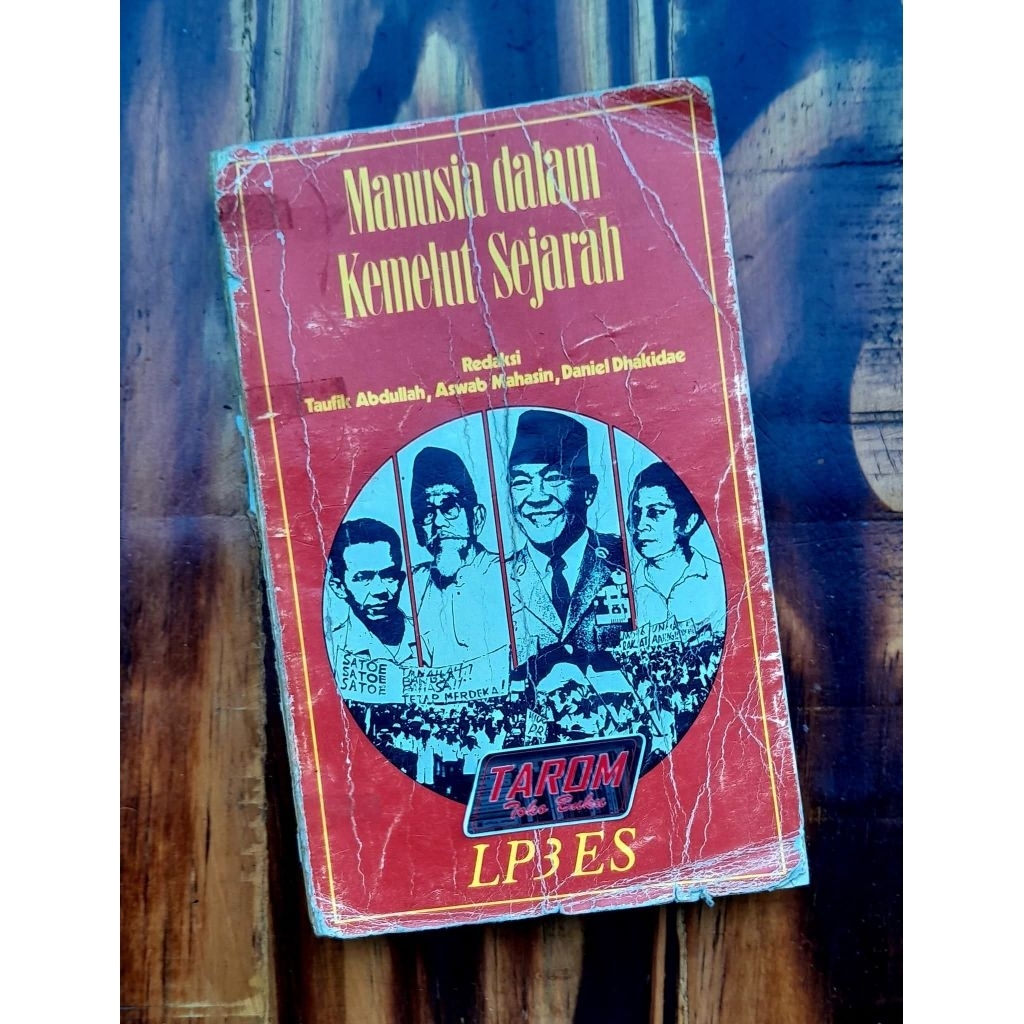 Manusia dalam
Kemelut Sejarah
Redaksi
Taufik Abdullah, Aswab Mahasin, Daniel Dhakidae
SATOE
SATOE
SATOE
TETAP MERDEKA!
TAROM
Toko Buku
LP3ES